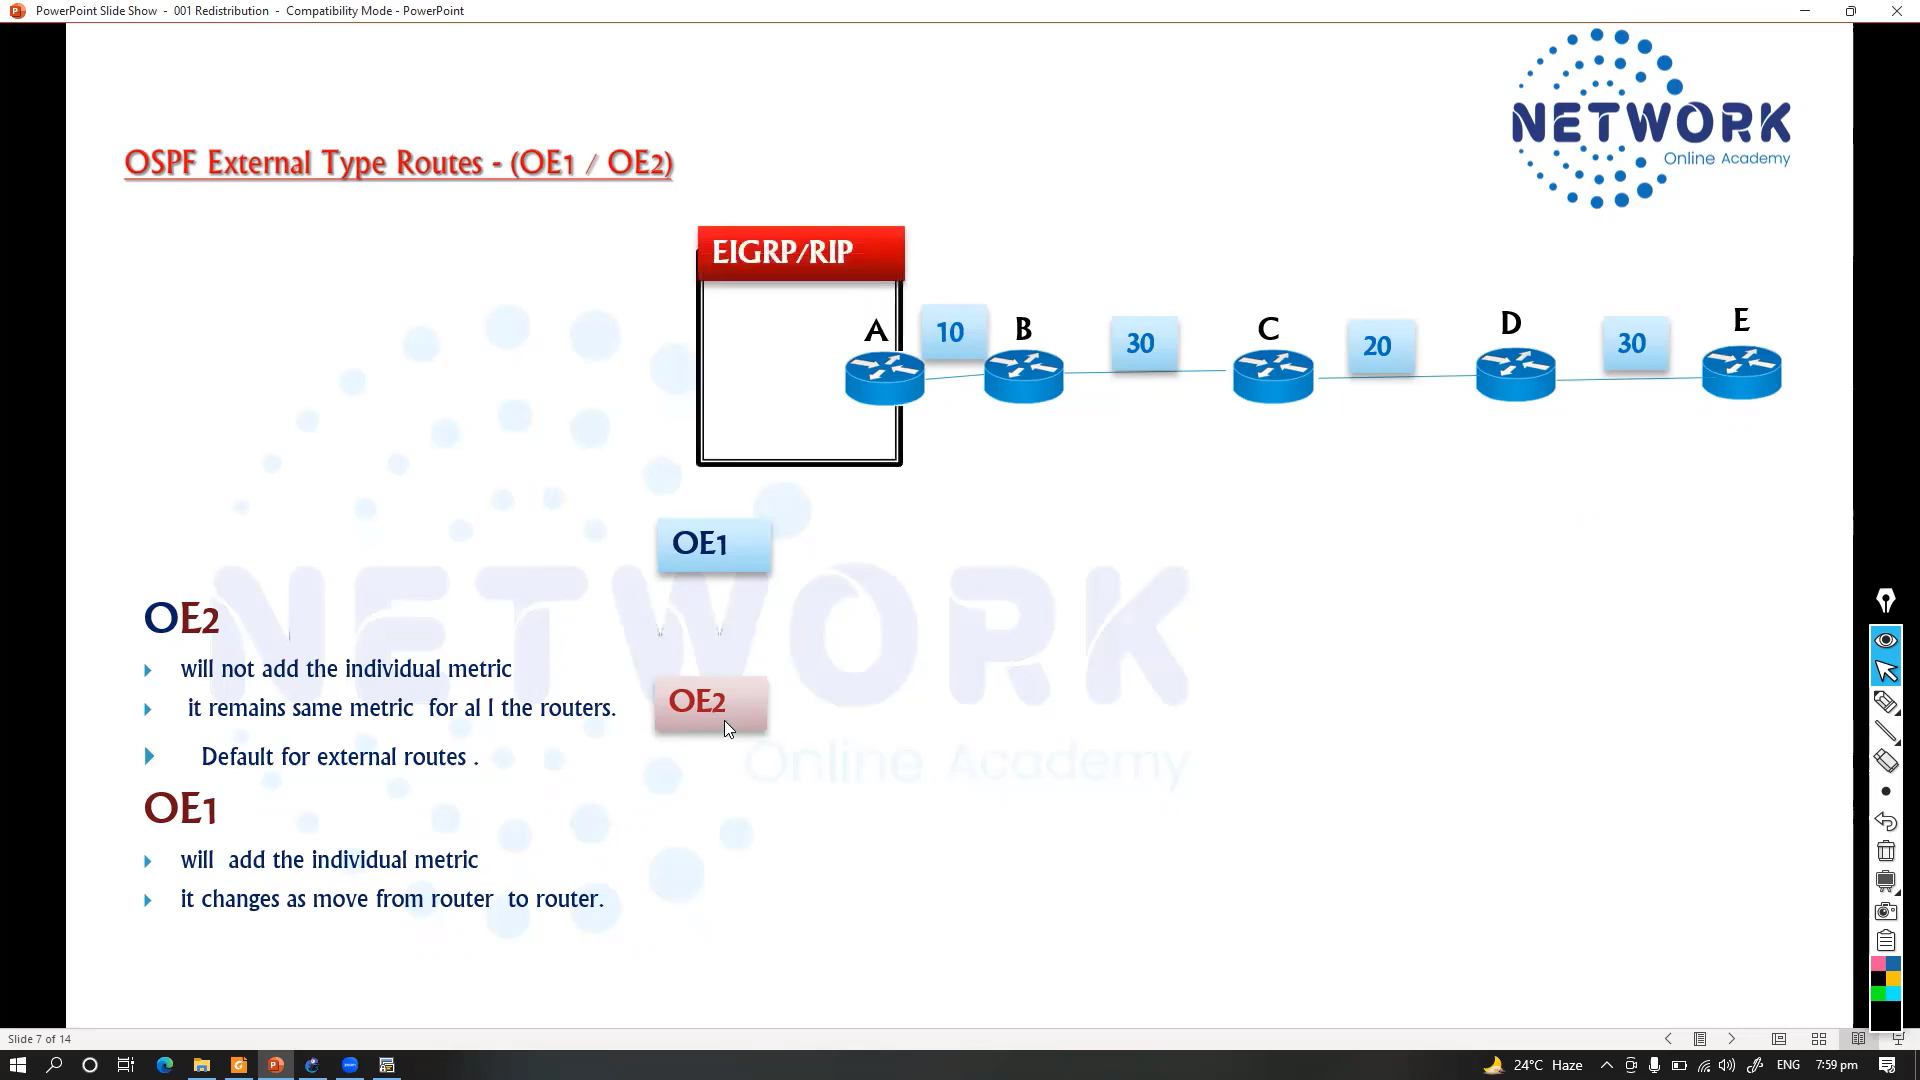 PowerPoint Slide Show - 001 Redistribution - Compatibility Mode - PowerPoint
NETWORK
Online Academy
OSPF External Type Routes - (OE1 / OE2)
EIGRP/RIP
A
10
B
30
C
20
D
30
E
OE1
OE2
will not add the individual metric
it remains same metric for al l the routers.
Default for external routes .
OE2
OE1
will add the individual metric
it changes as move from router to router.
NETWORK
Online Academy
Slide 7 of 14
24°C Haze
ENG
7:59 pm